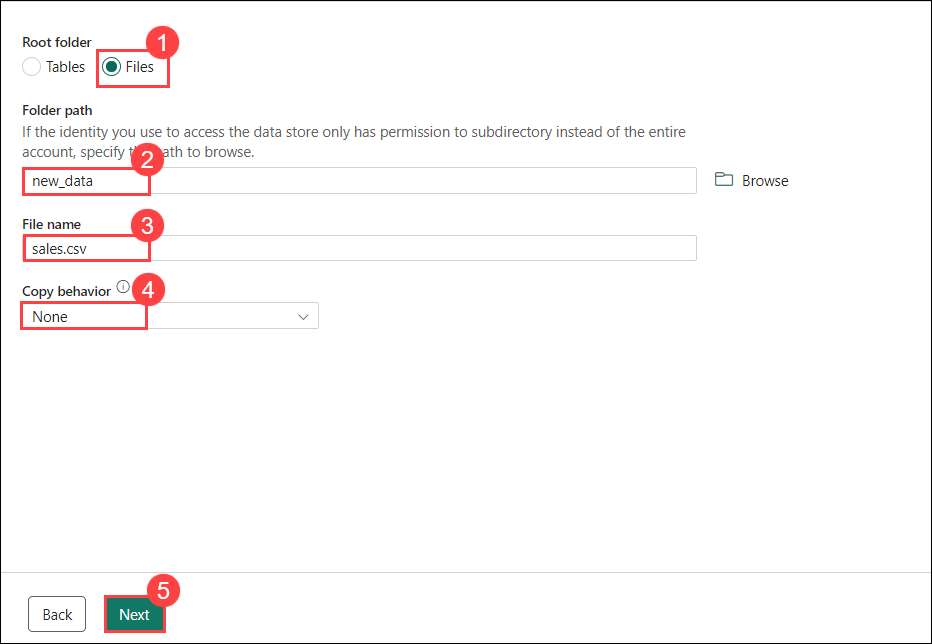 Root folder
1
Tables
Files
Folder path
If the identity you use to access the data store only has permission to subdirectory instead of the entire
account, specify ath to browse.
2
new_data
Browse
File name
3
sales.csv
Copy behavior
4
None
5
Back
Next